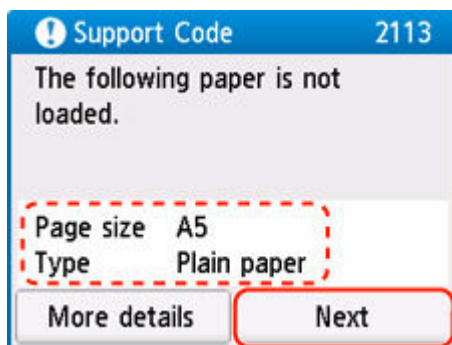 Support Code 2113
The following paper is not
loaded.
Page size A5
Type Plain paper
More details Next